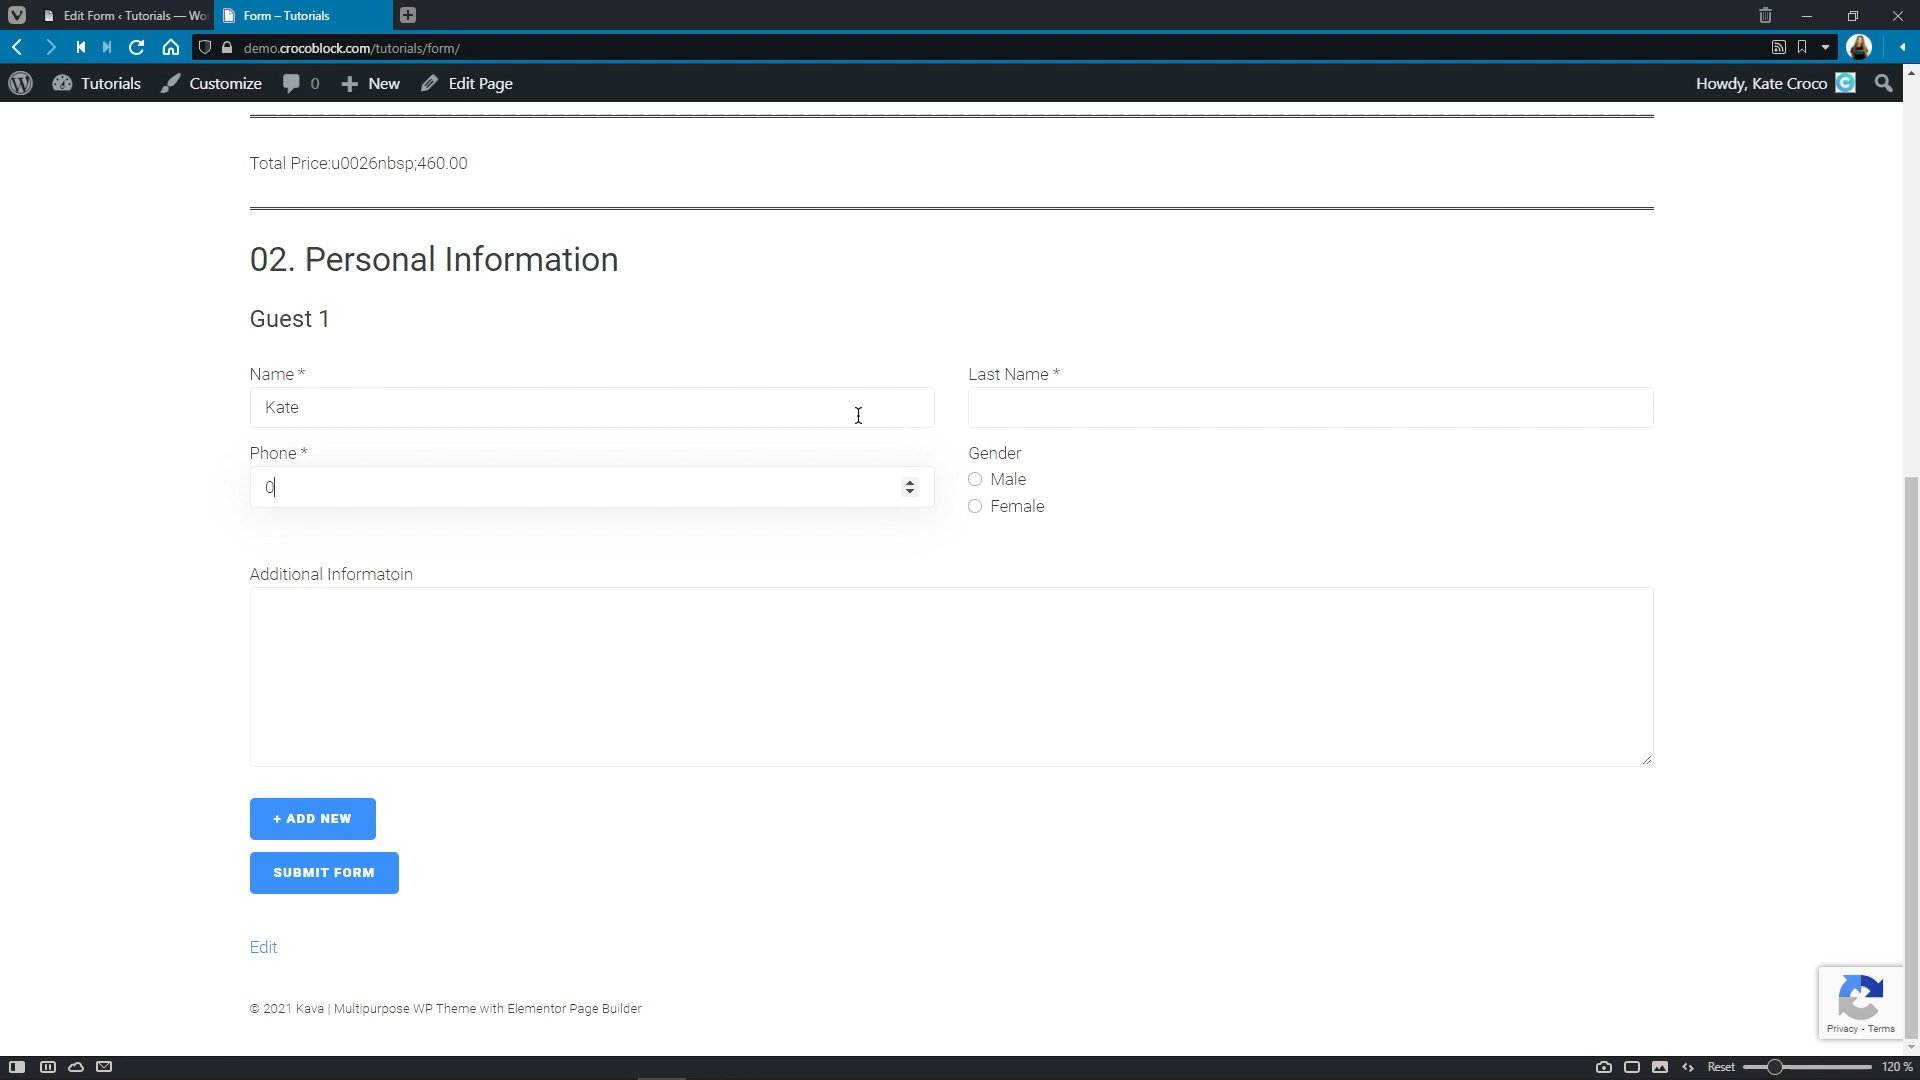 Edit Form ‹ Tutorials — Wo
Form – Tutorials
demo.crocoblock.com/tutorials/form/
Tutorials
Customize
0
New
Edit Page
Howdy, Kate Croco
Total Price:u0026nbsp;460.00
02. Personal Information
Guest 1
Name *
Last Name *
Kate
Phone *
Gender
0
Male
Female
Additional Informatoin
+ ADD NEW
SUBMIT FORM
Edit
© 2021 Kava | Multipurpose WP Theme with Elementor Page Builder
Privacy - Terms
Reset
120 %